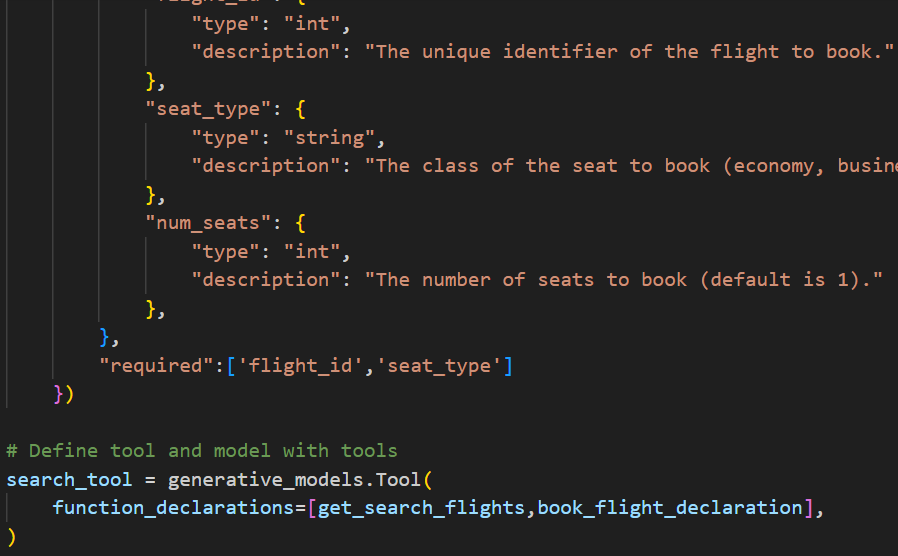 "type": "int",
"description": "The unique identifier of the flight to book."
},
"seat_type": {
"type": "string",
"description": "The class of the seat to book (economy,
},
"num_seats": {
"type": "int",
"description": "The number of seats to book (default is 1)."
},
},
"required":['flight_id','seat_type']
})
# Define tool and model with tools
search_tool = generative_models.Tool(
function_declarations=[get_search_flights,book_flight_declaration],
)